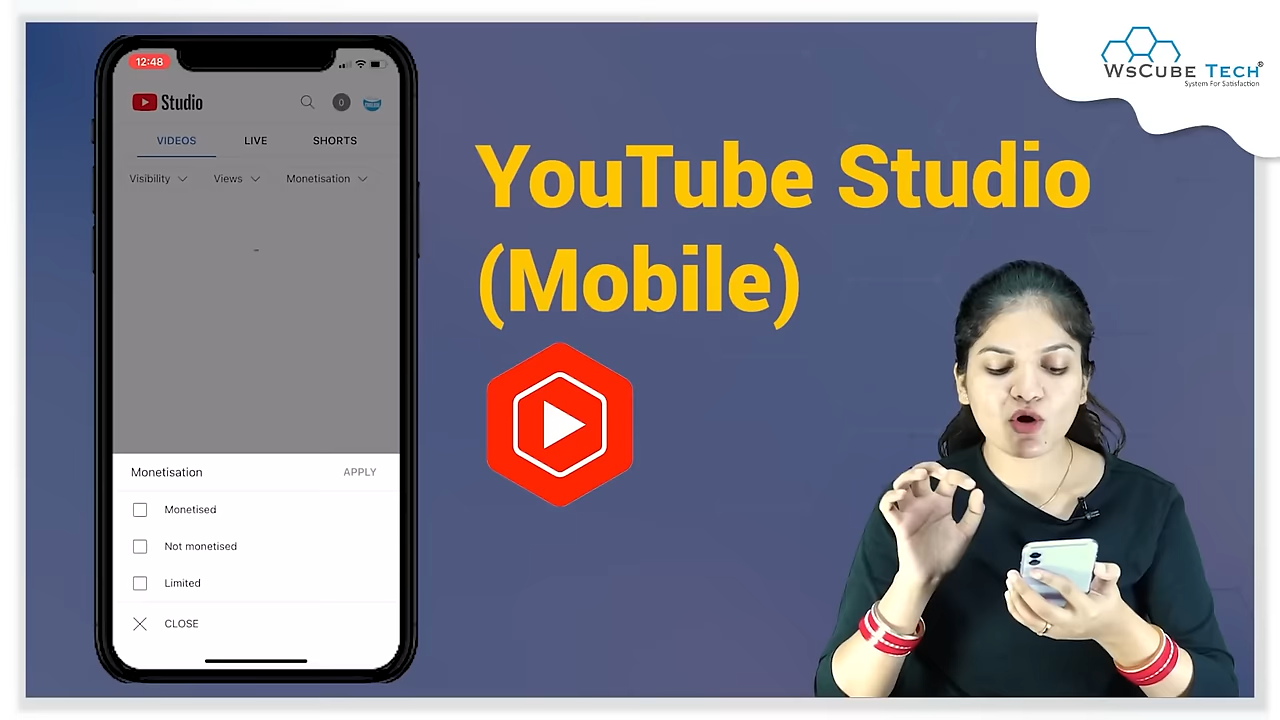 12:48
Studio
0
VIDEOS LIVE SHORTS
Visibility Views Monetisation
Monetisation APPLY
Monetised
Not monetised
Limited
CLOSE
YouTube Studio
(Mobile)
WsCube Tech®
System For Satisfaction